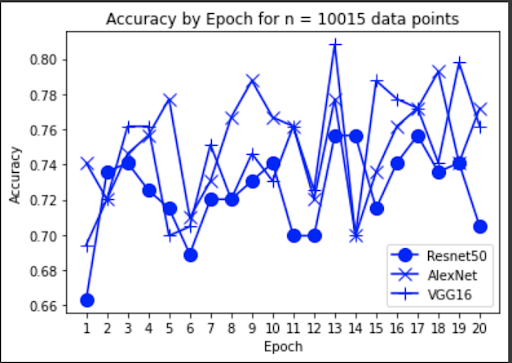 Accuracy by Epoch for n = 10015 data points
0.80
0.78
0.76
0.74
0.72
0.70
0.68
0.66
Accuracy
1 2 3 4 5 6 7 8 9 10 11 12 13 14 15 16 17 18 19 20
Epoch
Resnet50
AlexNet
VGG16